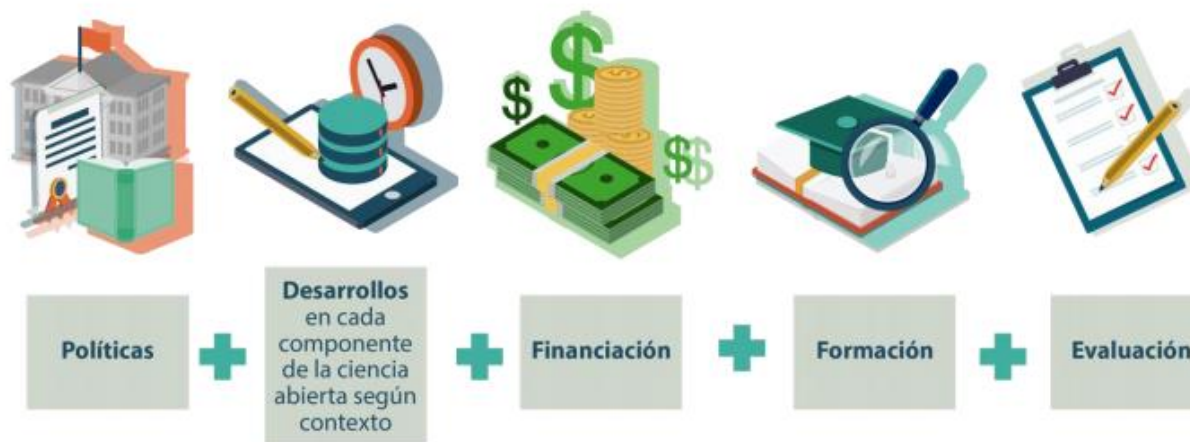 Políticas
Desarrollos
en cada
componente
de la ciencia
abierta según
contexto
Financiación
Formación
Evaluación
$
$
$$